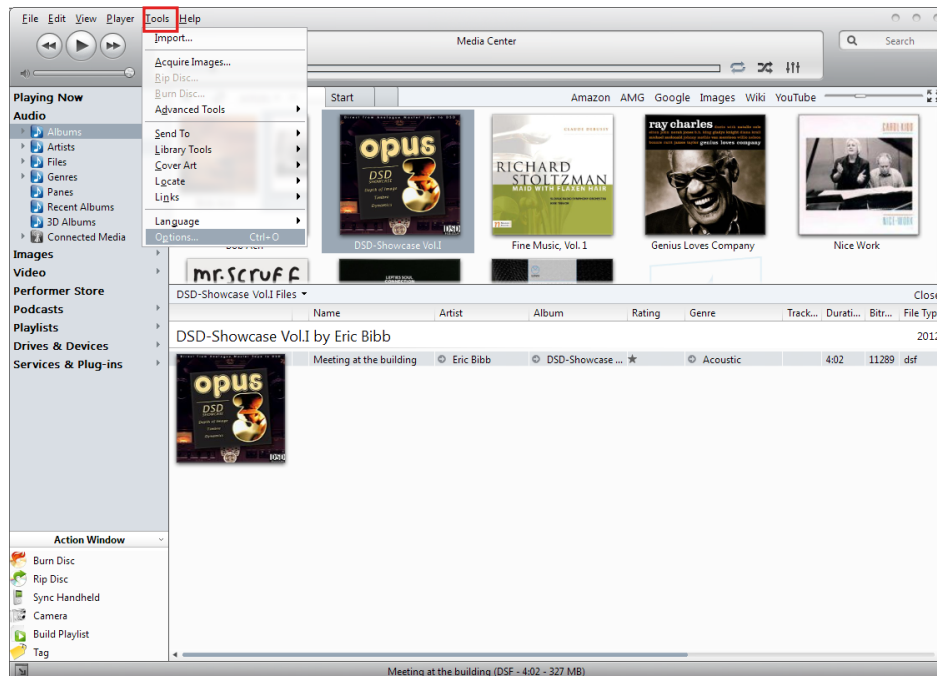 File Edit View Player Tools Help
Media Center
Search
Import...
Acquire Images...
Rip Disc...
Burn Disc...
Advanced Tools
Send To
Library Tools
Cover Art
Locate
Links
Language
Options... Ctrl+O
Playing Now
Audio
Albums
Artists
Files
Genres
Panes
Recent Albums
3D Albums
Connected Media
Images
Video
Performer Store
Podcasts
Playlists
Drives & Devices
Services & Plug-ins
Start
Amazon AMG Google Images Wiki YouTube
opus
DSD
SHOWCASE
RICHARD
STOLTZMAN
MAID WITH FLAXEN HAIR
ray charles
genius loves company
CAROL KIDD
NICE WORK
DSD-Showcase Vol.I
Fine Music, Vol. 1
Genius Loves Company
Nice Work
mr.scruff
DSD-Showcase Vol.I Files
Close
Name Artist Album Rating Genre Track... Durati... Bitr... File Typ
DSD-Showcase Vol.I by Eric Bibb
2012
Meeting at the building Eric Bibb DSD-Showcase ... Acoustic 4:02 11289 dsf
opus
DSD
Action Window
Burn Disc
Rip Disc
Sync Handheld
Camera
Build Playlist
Tag
Meeting at the building (DSF - 4:02 - 327 MB)